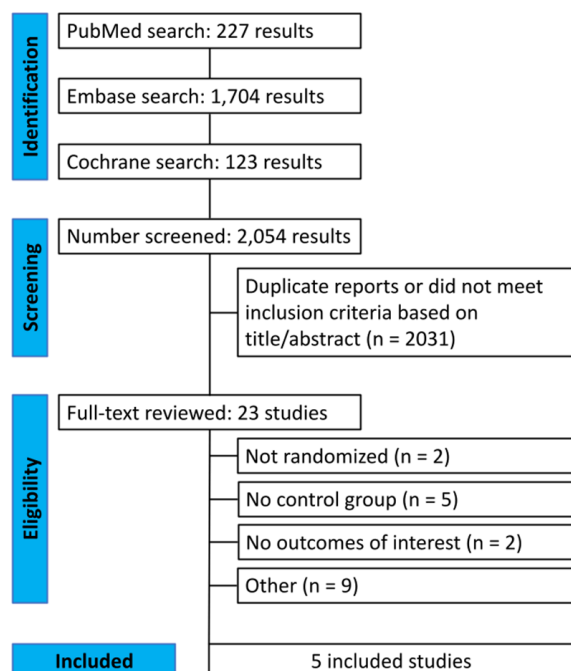 Identification
PubMed search: 227 results
Embase search: 1,704 results
Cochrane search: 123 results
Screening
Number screened: 2,054 results
Duplicate reports or did not meet
inclusion criteria based on
title/abstract (n = 2031)
Eligibility
Full-text reviewed: 23 studies
Not randomized (n = 2)
No control group (n = 5)
No outcomes of interest (n = 2)
Other (n = 9)
Included
5 included studies